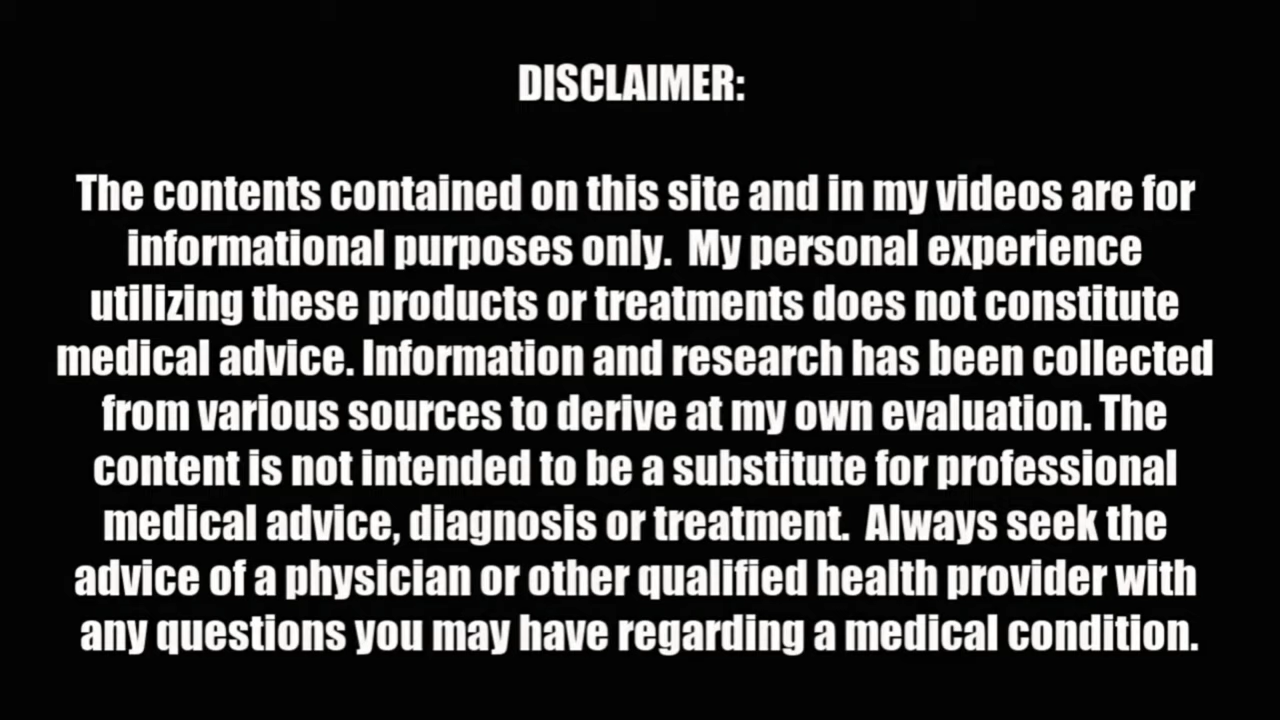 DISCLAIMER:
The contents contained on this site and in my videos are for
informational purposes only.  My personal experience
utilizing these products or treatments does not constitute
medical advice. Information and research has been collected
from various sources to derive at my own evaluation. The
content is not intended to be a substitute for professional
medical advice, diagnosis or treatment.  Always seek the
advice of a physician or other qualified health provider with
any questions you may have regarding a medical condition.